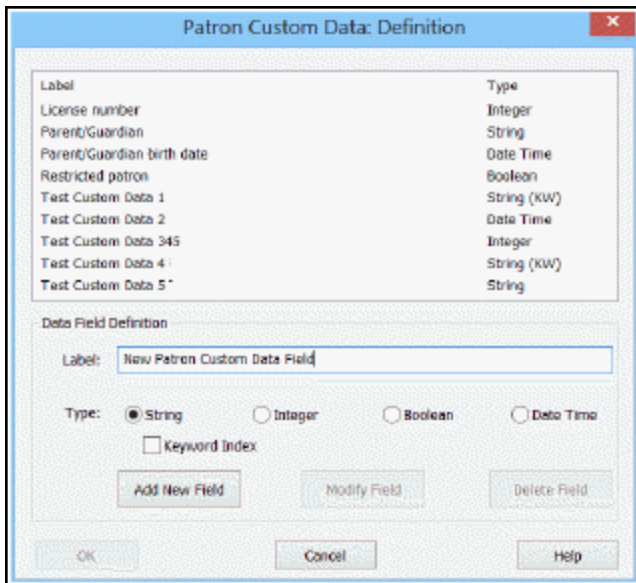 Patron Custom Data: Definition
Label Type
License number Integer
Parent/Guardian String
Parent/Guardian birth date Date Time
Restricted patron Boolean
Test Custom Data 1 String (KW)
Test Custom Data 2 Date Time
Test Custom Data 345 Integer
Test Custom Data 4 String (KW)
Test Custom Data 5 String
Data Field Definition
Label: New Patron Custom Data Field
Type: String Integer Boolean Date Time
Keyword Index
Add New Field Modify Field Delete Field
OK Cancel Help